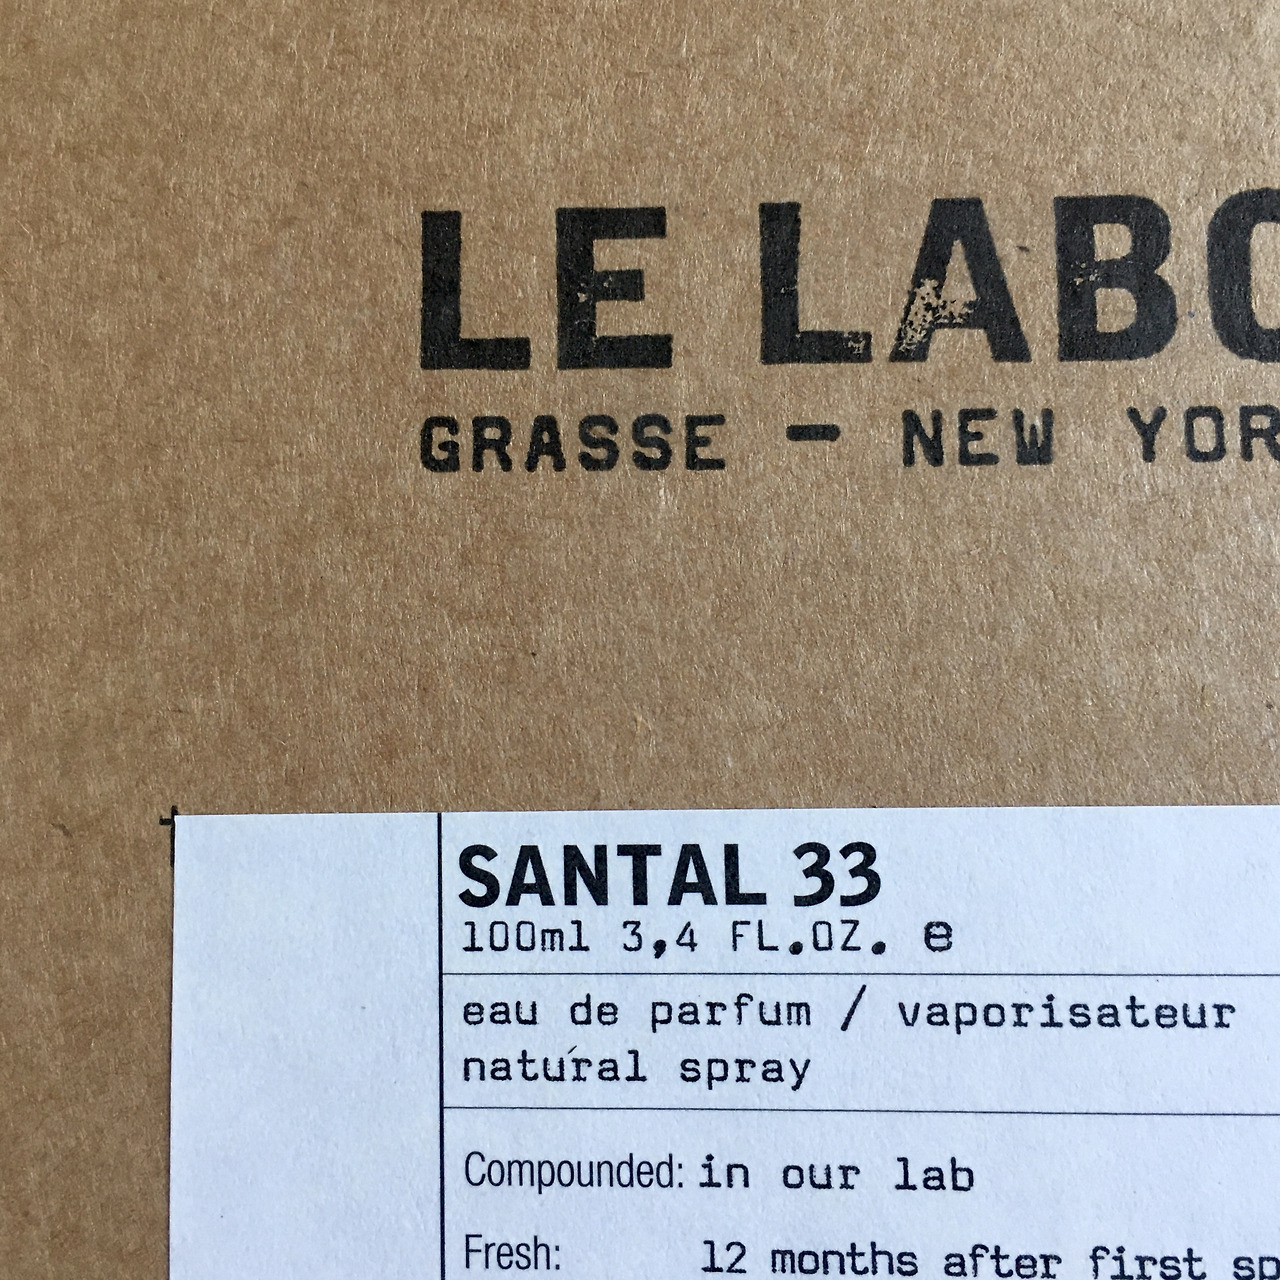 LE LABO
GRASSE — NEW YOR
SANTAL 33
100ml 3,4 FL.OZ. e
eau de parfum / vaporisateur
natural spray
Compounded: in our lab
Fresh: 12 months after first sp